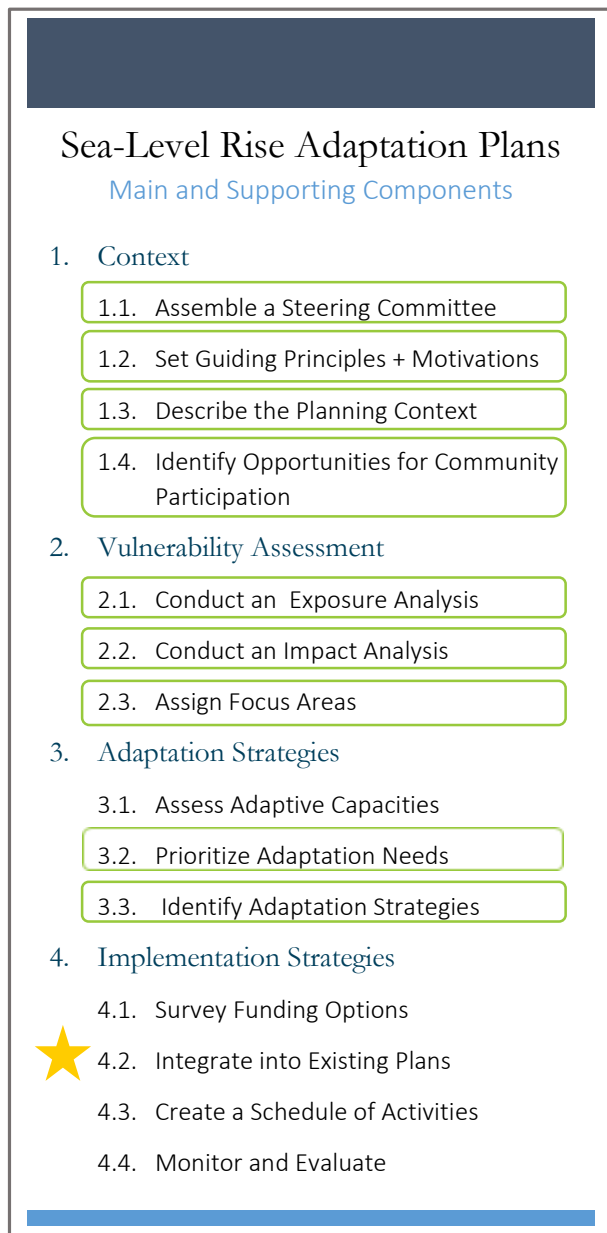 Sea-Level Rise Adaptation Plans
Main and Supporting Components
1. Context
1.1. Assemble a Steering Committee
1.2. Set Guiding Principles + Motivations
1.3. Describe the Planning Context
1.4. Identify Opportunities for Community
Participation
2. Vulnerability Assessment
2.1. Conduct an Exposure Analysis
2.2. Conduct an Impact Analysis
2.3. Assign Focus Areas
3. Adaptation Strategies
3.1. Assess Adaptive Capacities
3.2. Prioritize Adaptation Needs
3.3. Identify Adaptation Strategies
4. Implementation Strategies
4.1. Survey Funding Options
4.2. Integrate into Existing Plans
4.3. Create a Schedule of Activities
4.4. Monitor and Evaluate